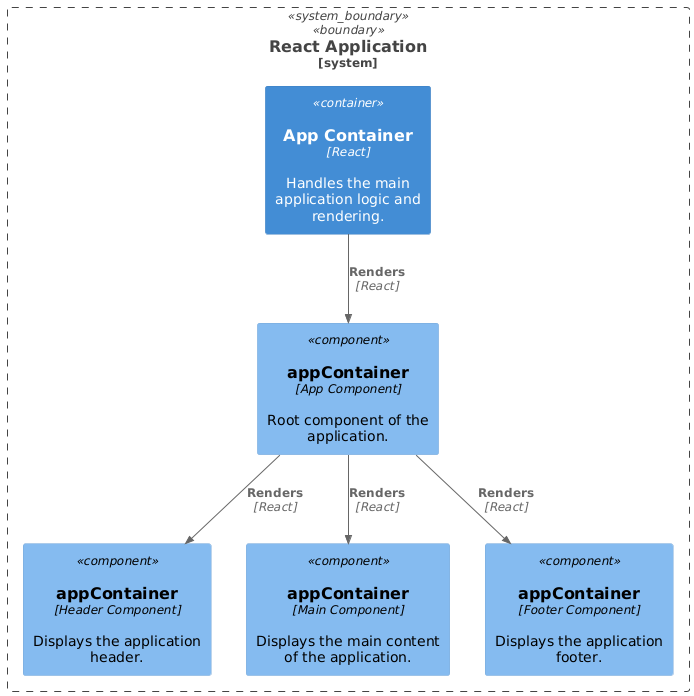 «system_boundary»
«boundary»
React Application
[system]
«container»
App Container
[React]
Handles the main
application logic and
rendering.
Renders
[React]
«component»
appContainer
[App Component]
Root component of the
application.
Renders
[React]
Renders
[React]
Renders
[React]
«component»
appContainer
[Header Component]
Displays the application
header.
«component»
appContainer
[Main Component]
Displays the main content
of the application.
«component»
appContainer
[Footer Component]
Displays the application
footer.